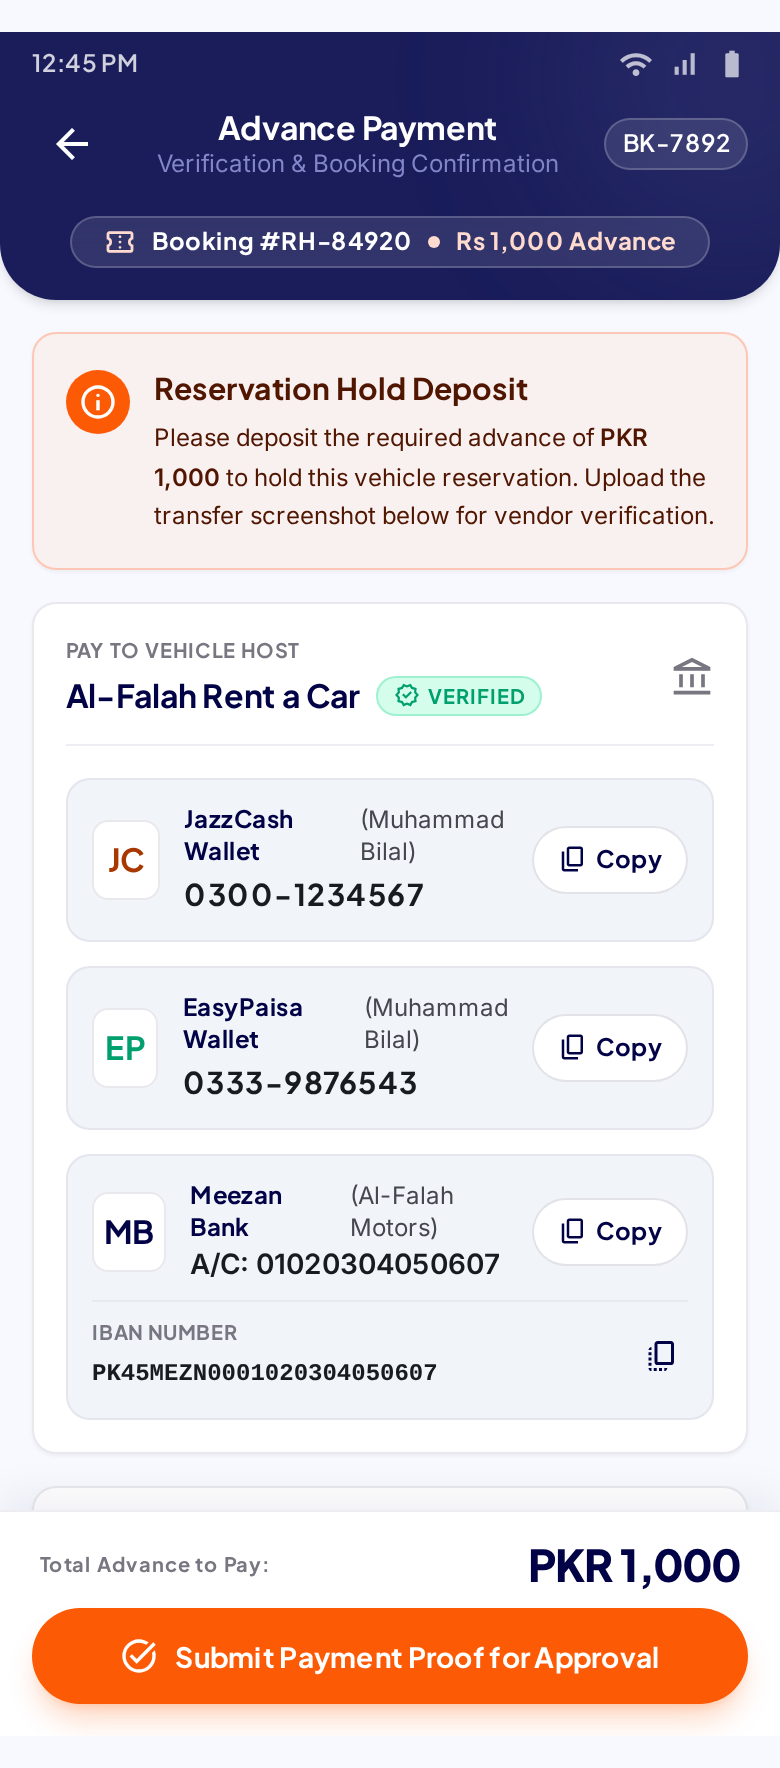 12:45 PM
Advance Payment
Verification & Booking Confirmation
BK-7892
Booking #RH-84920 • Rs 1,000 Advance
Reservation Hold Deposit
Please deposit the required advance of PKR
1,000 to hold this vehicle reservation. Upload the
transfer screenshot below for vendor verification.
PAY TO VEHICLE HOST
Al-Falah Rent a Car
VERIFIED
JC
JazzCash
Wallet
(Muhammad
Bilal)
0300-1234567
Copy
EP
EasyPaisa
Wallet
(Muhammad
Bilal)
0333-9876543
Copy
MB
Meezan
Bank
(Al-Falah
Motors)
A/C: 01020304050607
Copy
IBAN NUMBER
PK45MEZN0001020304050607
Total Advance to Pay:
PKR 1,000
Submit Payment Proof for Approval